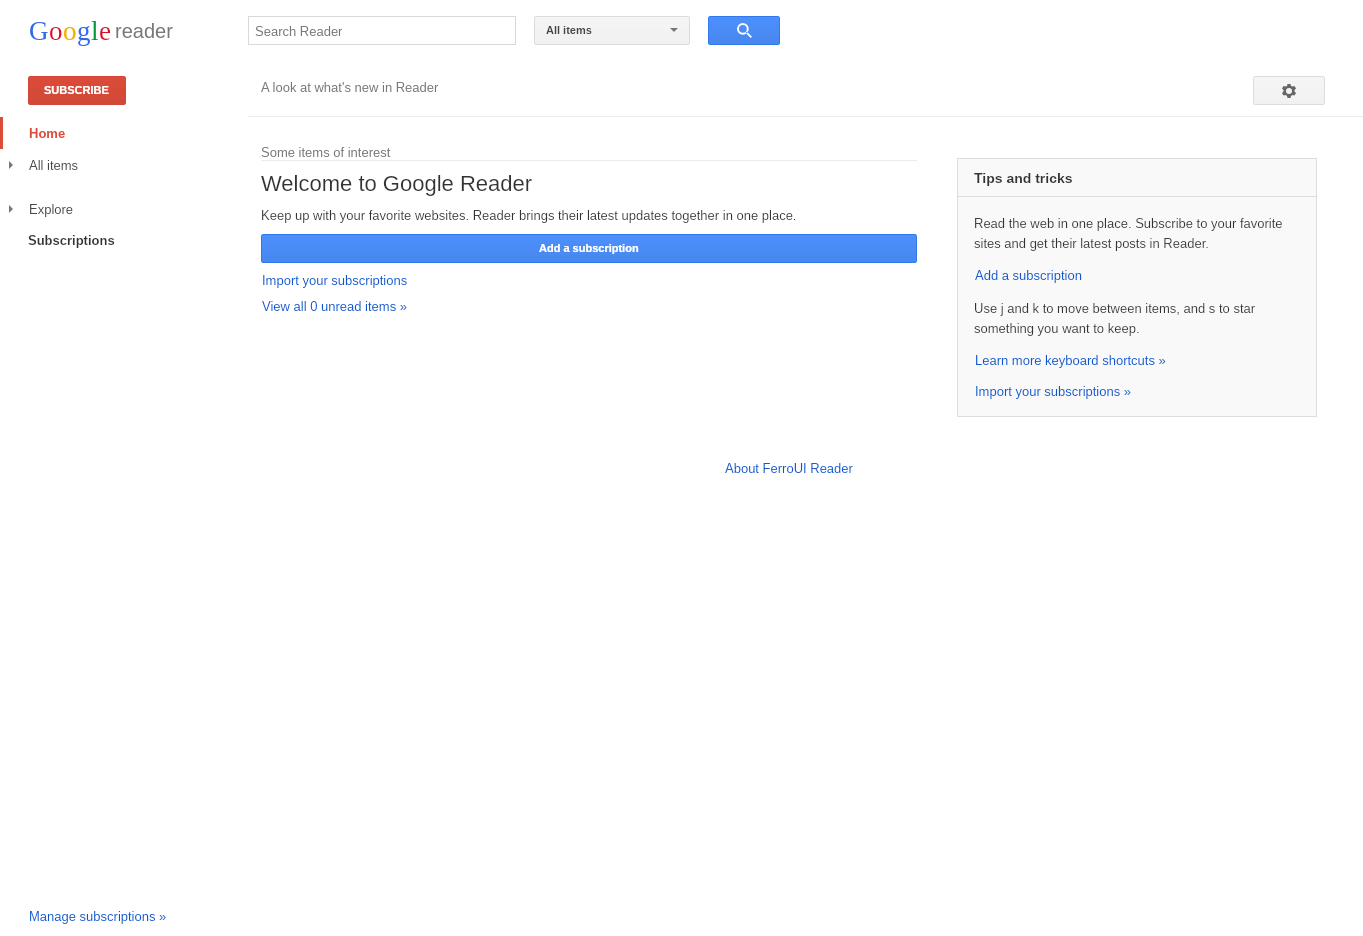 Google reader
Search Reader
All items
SUBSCRIBE
A look at what's new in Reader
Home
All items
Explore
Subscriptions
Some items of interest
Welcome to Google Reader
Keep up with your favorite websites. Reader brings their latest updates together in one place.
Add a subscription
Import your subscriptions
View all 0 unread items »
Tips and tricks
Read the web in one place. Subscribe to your favorite
sites and get their latest posts in Reader.
Add a subscription
Use j and k to move between items, and s to star
something you want to keep.
Learn more keyboard shortcuts »
Import your subscriptions »
About FerroUI Reader
Manage subscriptions »